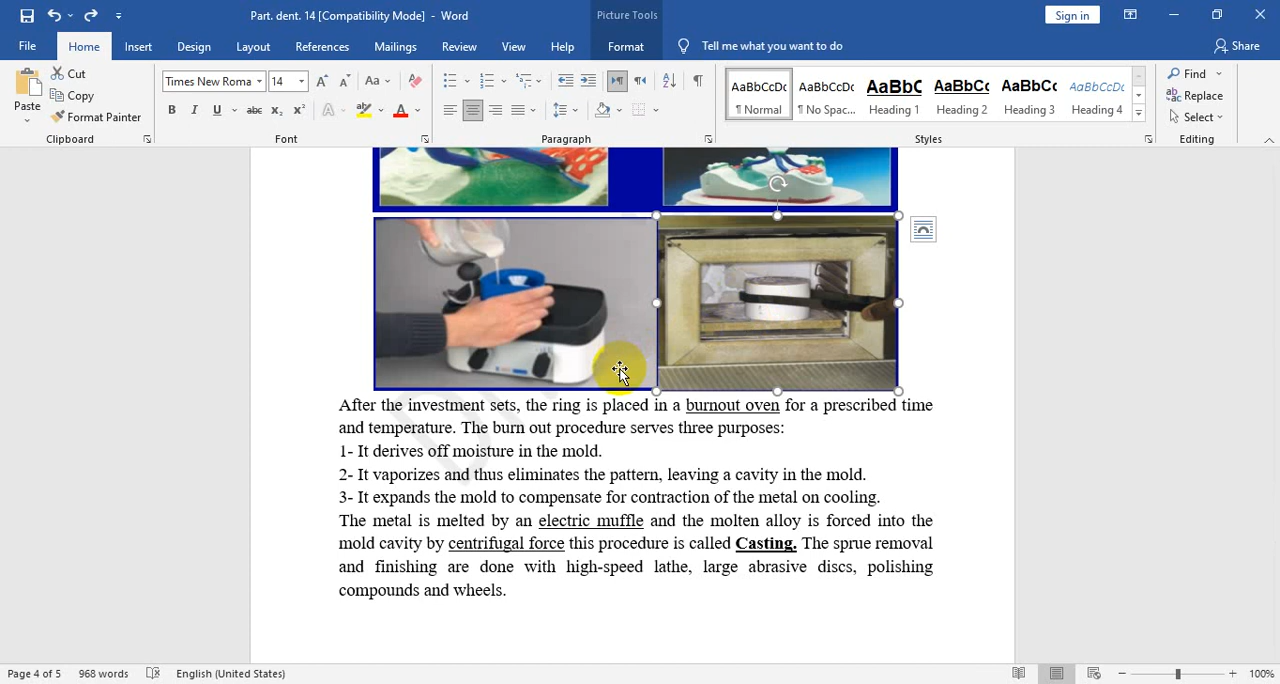 Part. dent. 14 [Compatibility Mode] - Word
Picture Tools
Sign in
File Home Insert Design Layout References Mailings Review View Help Format Tell me what you want to do Share
Paste
Cut
Copy
Format Painter
Clipboard
Times New Roma 14
Font
Paragraph
AaBbCcDc AaBbCcDc AaBbC AaBbCc AaBbCc AaBbCcDc
¶ Normal ¶ No Spac... Heading 1 Heading 2 Heading 3 Heading 4
Styles
Find
Replace
Select
Editing
After the investment sets, the ring is placed in a burnout oven for a prescribed time
and temperature. The burn out procedure serves three purposes:
1- It derives off moisture in the mold.
2- It vaporizes and thus eliminates the pattern, leaving a cavity in the mold.
3- It expands the mold to compensate for contraction of the metal on cooling.
The metal is melted by an electric muffle and the molten alloy is forced into the
mold cavity by centrifugal force this procedure is called Casting. The sprue removal
and finishing are done with high-speed lathe, large abrasive discs, polishing
compounds and wheels.
Page 4 of 5 968 words English (United States) 100%